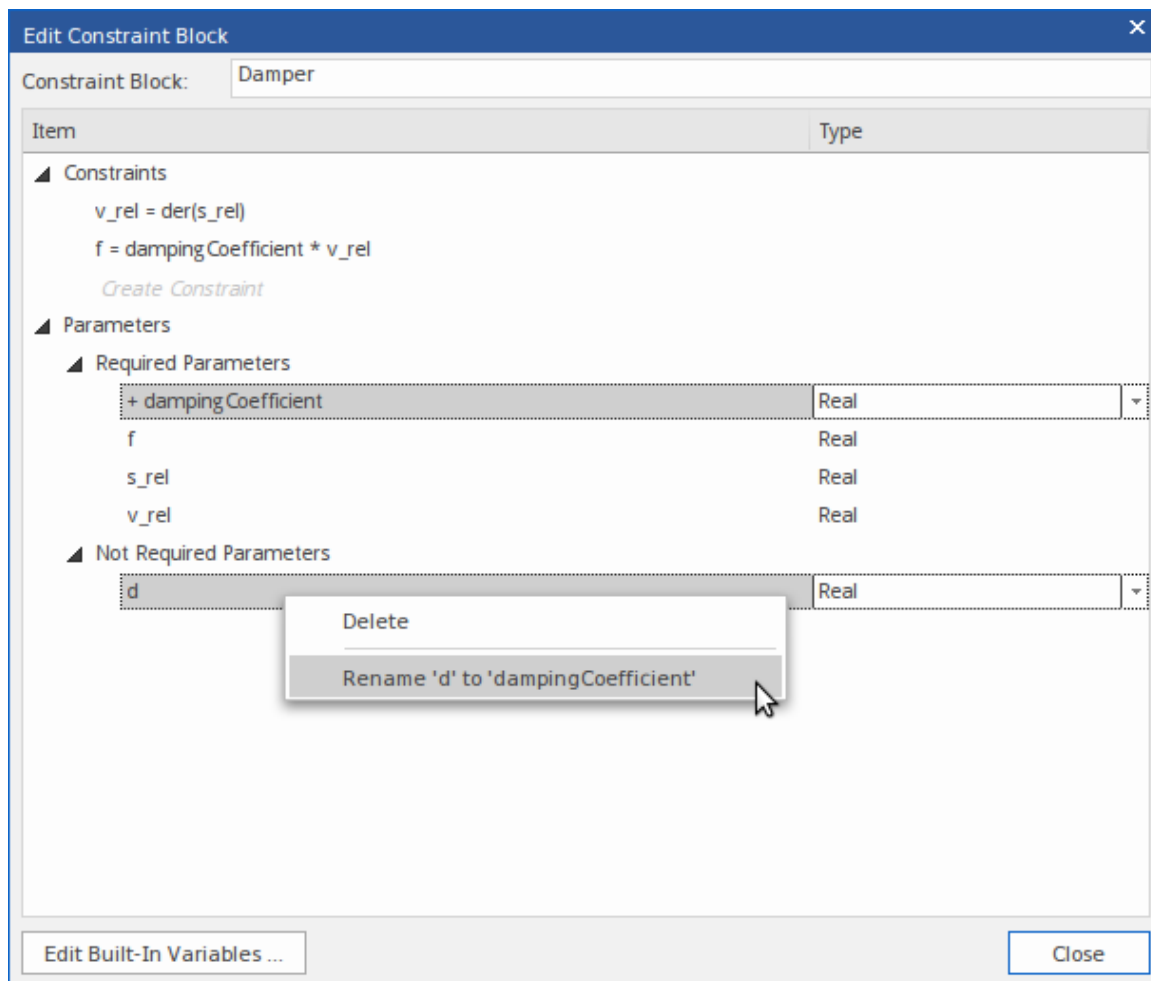 Edit Constraint Block
Constraint Block: Damper
Item Type
Constraints
v_rel = der(s_rel)
f = dampingCoefficient * v_rel
Create Constraint
Parameters
Required Parameters
+ dampingCoefficient Real
f Real
s_rel Real
v_rel Real
Not Required Parameters
d Real
Delete
Rename 'd' to 'dampingCoefficient'
Edit Built-In Variables ... Close